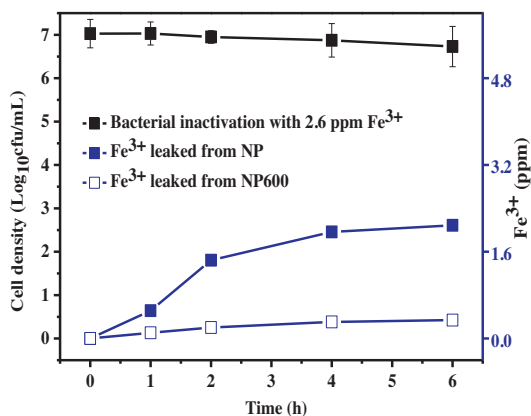 Cell density (Log10cfu/mL)
7
6
5
4
3
2
1
0
Bacterial inactivation with 2.6 ppm Fe3+
Fe3+ leaked from NP
Fe3+ leaked from NP600
4.8
3.2
1.6
0.0
Fe3+ (ppm)
0 1 2 3 4 5 6
Time (h)